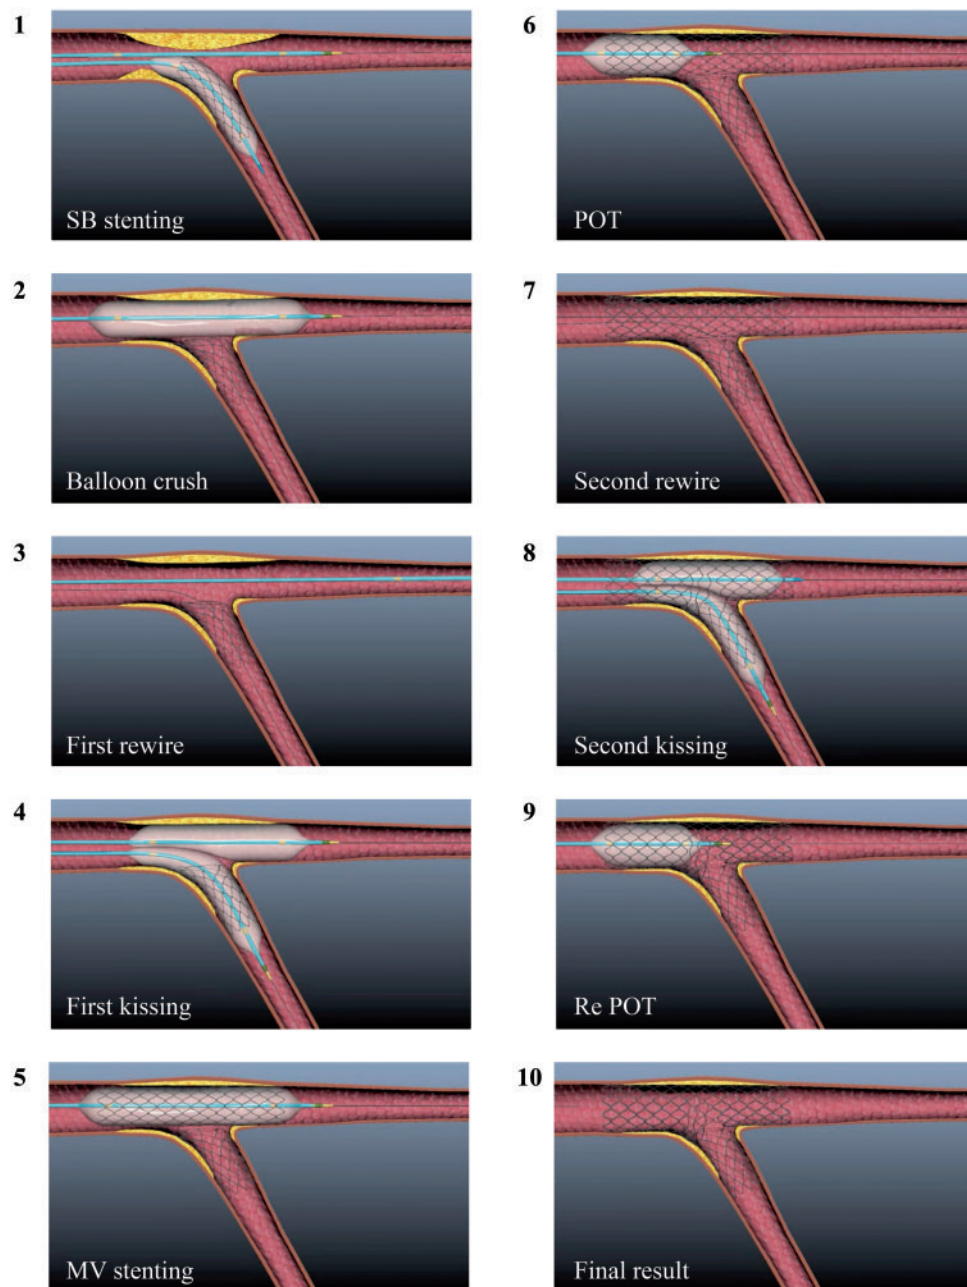 1
SB stenting
2
Balloon crush
3
First rewire
4
First kissing
5
MV stenting
6
POT
7
Second rewire
8
Second kissing
9
Re POT
10
Final result